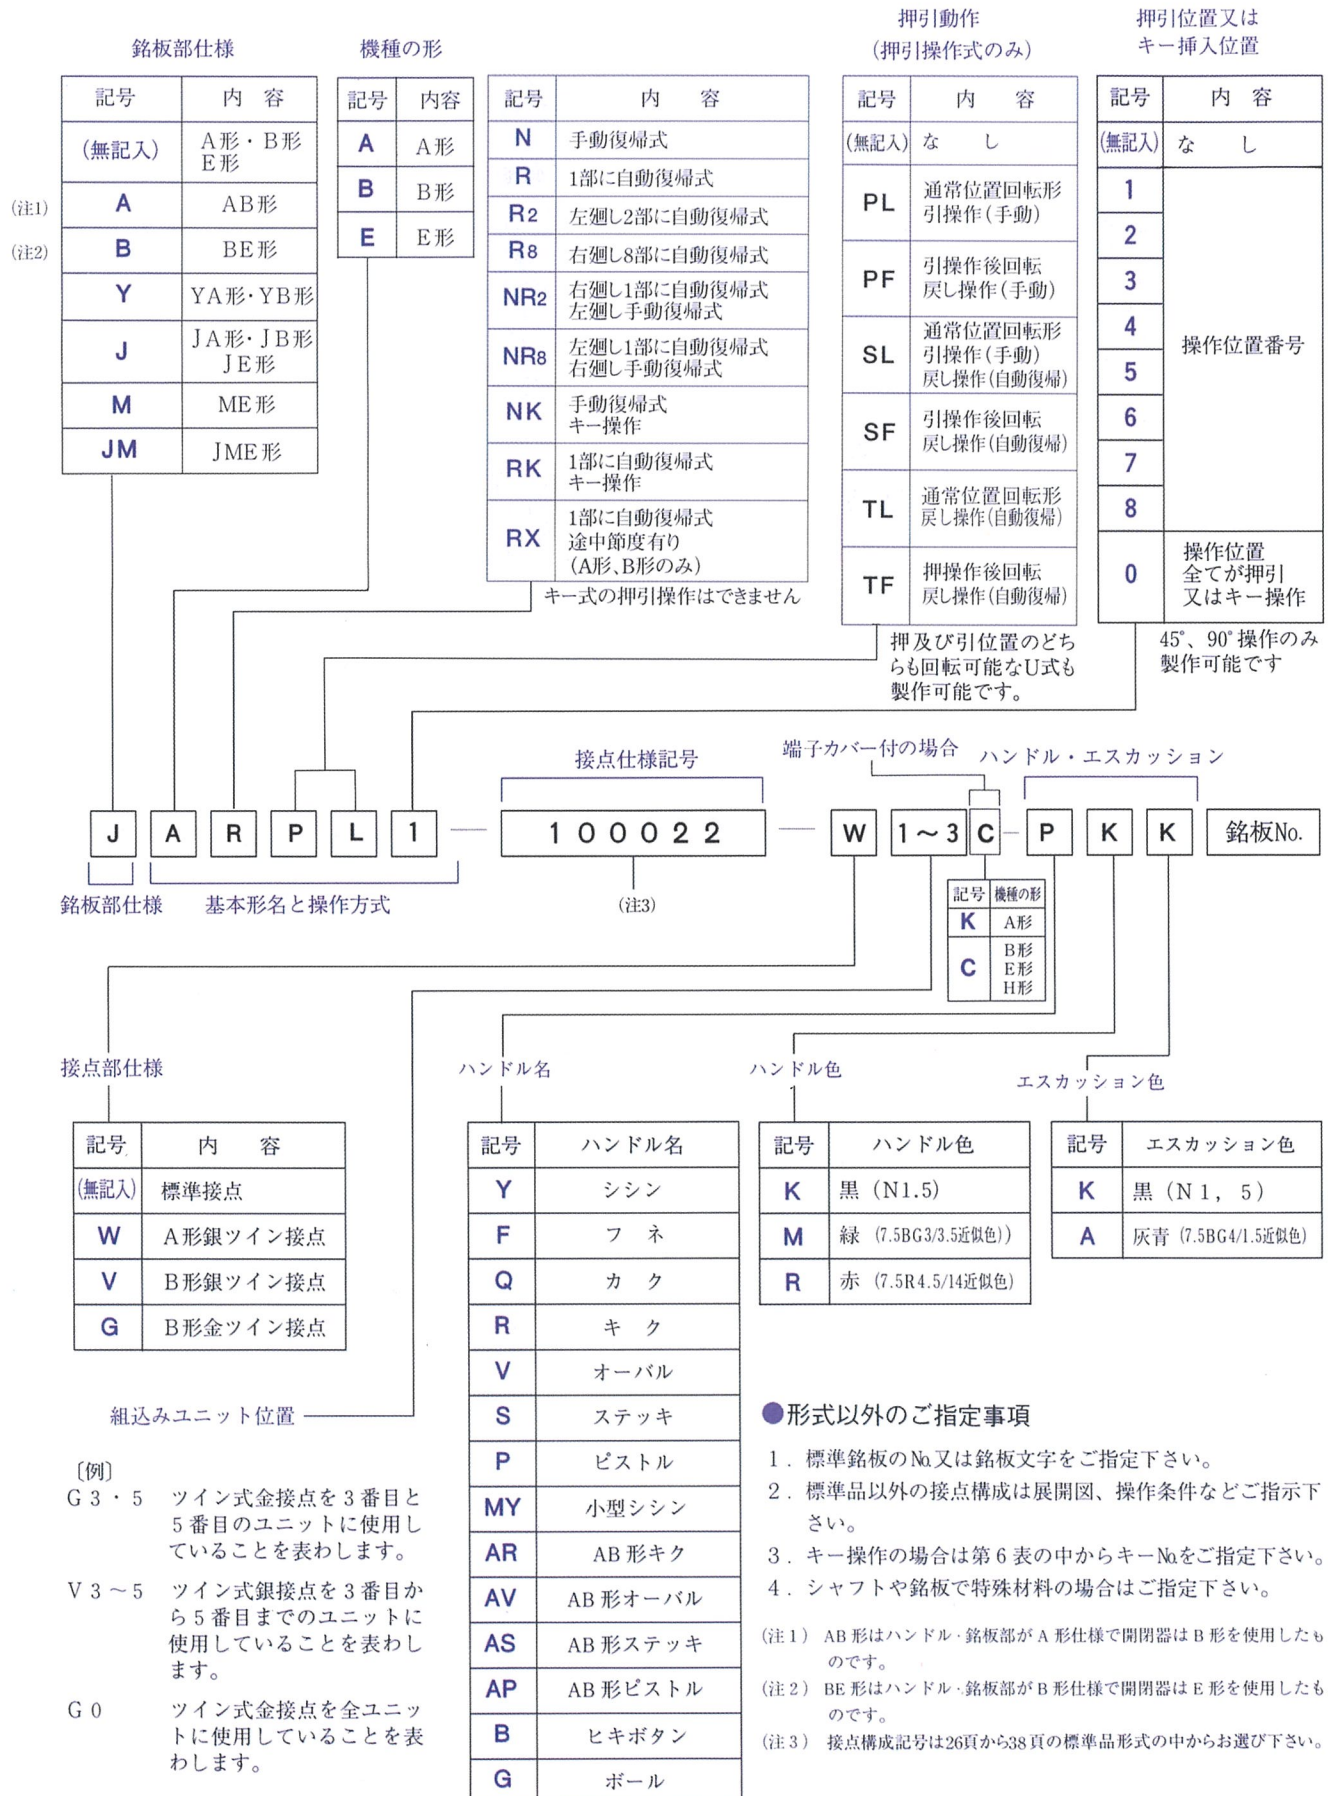 銘板部仕様
記号 内 容
(無記入) A形・B形
E形
(注1) A AB形
(注2) B BE形
Y YA形・YB形
J JA形・JB形
JE形
M ME形
JM JME形
機種の形
記号 内容
A A形
B B形
E E形
記号 内 容
N 手動復帰式
R 1部に自動復帰式
R2 左廻し2部に自動復帰式
R8 右廻し8部に自動復帰式
NR2 右廻し1部に自動復帰式
左廻し手動復帰式
NR8 左廻し1部に自動復帰式
右廻し手動復帰式
NK 手動復帰式
キー操作
RK 1部に自動復帰式
キー操作
RX 1部に自動復帰式
途中節度有り
(A形、B形のみ)
キー式の押引操作はできません
押引動作
(押引操作式のみ)
記号 内 容
(無記入) な し
PL 通常位置回転形
引操作(手動)
PF 引操作後回転
戻し操作(手動)
SL 通常位置回転形
引操作(手動)
戻し操作(自動復帰)
SF 引操作後回転
戻し操作(自動復帰)
TL 通常位置回転形
戻し操作(自動復帰)
TF 押操作後回転
戻し操作(自動復帰)
押及び引位置のどち
らも回転可能なU式も
製作可能です。
押引位置又は
キー挿入位置
記号 内 容
(無記入) な し
1
2
3
4
5
6
7
8
操作位置番号
0 操作位置
全てが押引
又はキー操作
45°、90°操作のみ
製作可能です
接点仕様記号
端子カバー付の場合
ハンドル・エスカッション
J A R P L 1 — 100022 — W 1～3 C – P K K 銘板No.
銘板部仕様
基本形名と操作方式
(注3)
記号 機種の形
K A形
C B形
E形
H形
接点部仕様
記号 内 容
(無記入) 標準接点
W A形銀ツイン接点
V B形銀ツイン接点
G B形金ツイン接点
組込みユニット位置
〔例〕
G3・5 ツイン式金接点を3番目と
5番目のユニットに使用し
ていることを表わします。
V3～5 ツイン式銀接点を3番目か
ら5番目までのユニットに
使用していることを表わし
ます。
G0 ツイン式金接点を全ユニッ
トに使用していることを表
わします。
ハンドル名
記号 ハンドル名
Y シシン
F フ ネ
Q カ ク
R キ ク
V オーバル
S ステッキ
P ピストル
MY 小型シシン
AR AB形キク
AV AB形オーバル
AS AB形ステッキ
AP AB形ピストル
B ヒキボタン
G ボール
ハンドル色
記号 ハンドル色
K 黒(N1.5)
M 緑(7.5BG3/3.5近似色))
R 赤(7.5R4.5/14近似色)
エスカッション色
記号 エスカッション色
K 黒(N1, 5)
A 灰青(7.5BG4/1.5近似色)
●形式以外のご指定事項
1. 標準銘板の№又は銘板文字をご指定下さい。
2. 標準品以外の接点構成は展開図、操作条件などご指示下
さい。
3. キー操作の場合は第6表の中からキー№をご指定下さい。
4. シャフトや銘板で特殊材料の場合はご指定下さい。
(注1) AB形はハンドル・銘板部がA形仕様で開閉器はB形を使用したも
のです。
(注2) BE形はハンドル・銘板部がB形仕様で開閉器はE形を使用したも
のです。
(注3) 接点構成記号は26頁から38頁の標準品形式の中からお選び下さい。